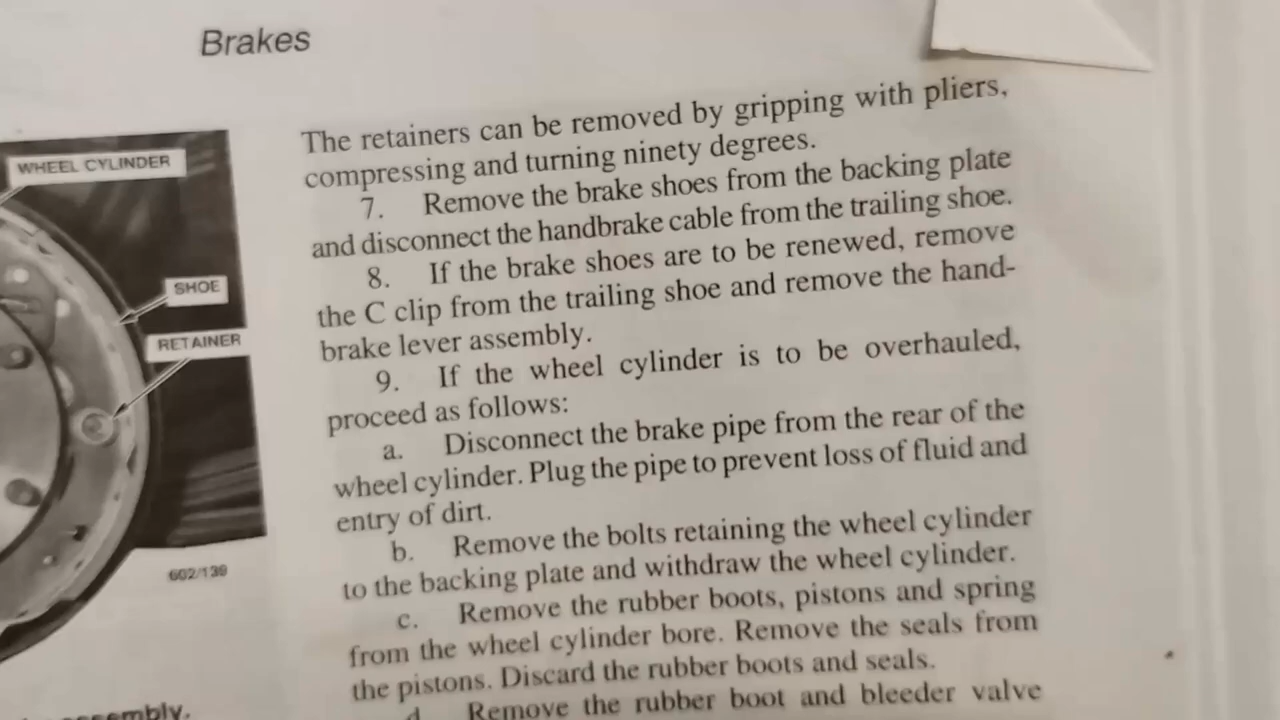 Brakes
WHEEL CYLINDER
SHOE
RETAINER
602/139
The retainers can be removed by gripping with pliers,
compressing and turning ninety degrees.
7. Remove the brake shoes from the backing plate
and disconnect the handbrake cable from the trailing shoe.
8. If the brake shoes are to be renewed, remove
the C clip from the trailing shoe and remove the hand-
brake lever assembly.
9. If the wheel cylinder is to be overhauled,
proceed as follows:
a. Disconnect the brake pipe from the rear of the
wheel cylinder. Plug the pipe to prevent loss of fluid and
entry of dirt.
b. Remove the bolts retaining the wheel cylinder
to the backing plate and withdraw the wheel cylinder.
c. Remove the rubber boots, pistons and spring
from the wheel cylinder bore. Remove the seals from
the pistons. Discard the rubber boots and seals.
d Remove the rubber boot and bleeder valve